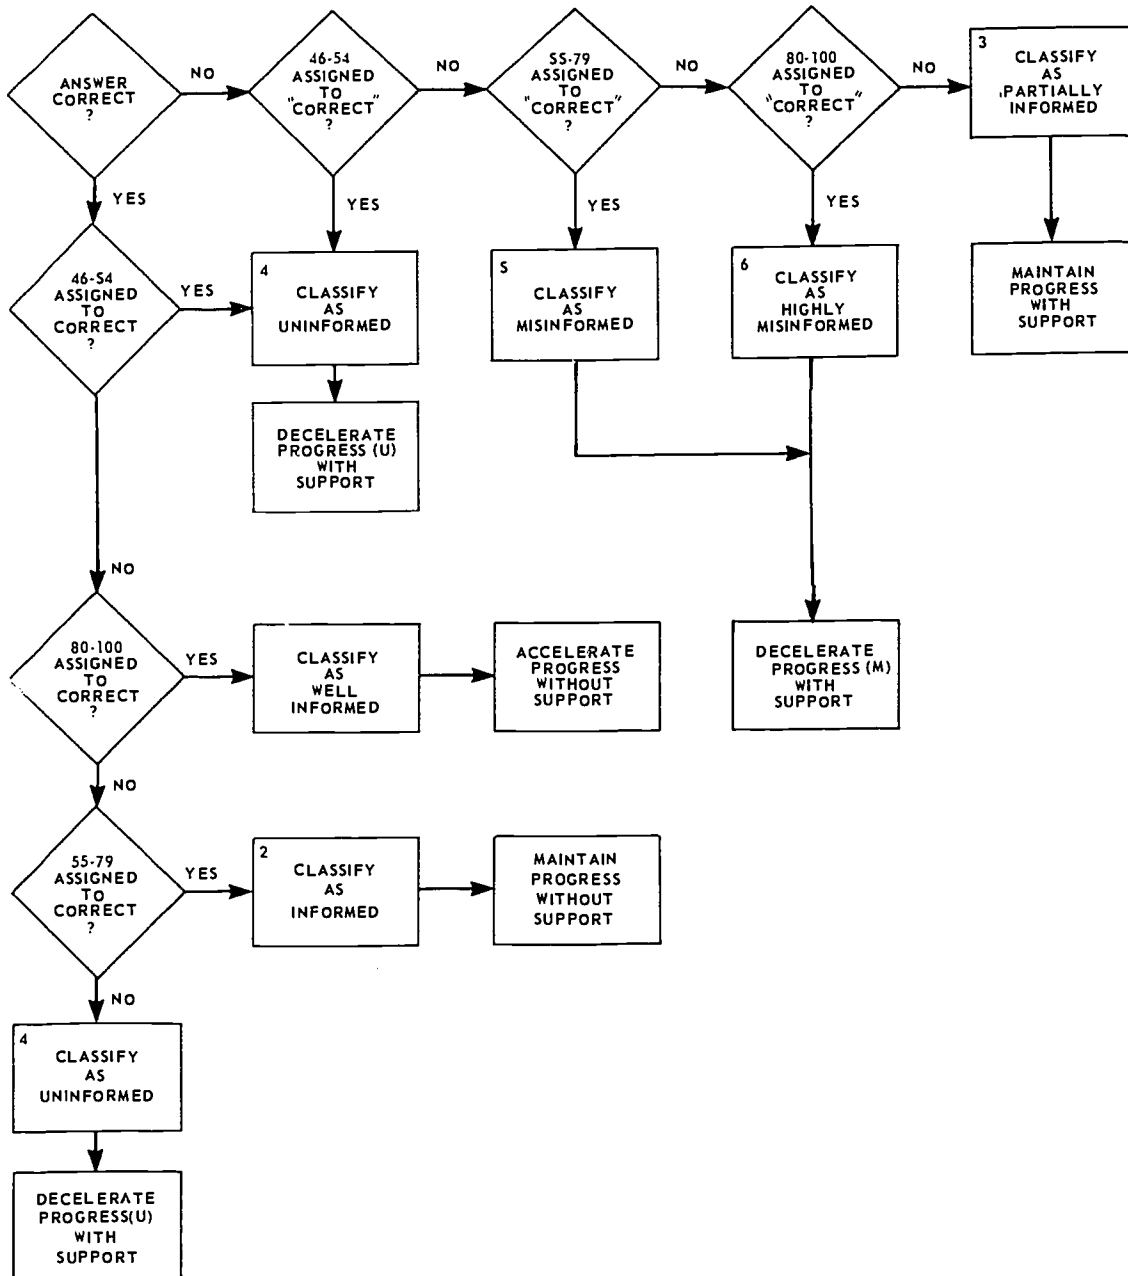 ANSWER
CORRECT
?
NO
46-54
ASSIGNED
TO
"CORRECT"
?
NO
55-79
ASSIGNED
TO
"CORRECT"
?
NO
80-100
ASSIGNED
TO
"CORRECT"
?
NO
3
CLASSIFY
AS
PARTIALLY
INFORMED
YES
YES
YES
YES
46-54
ASSIGNED
TO
CORRECT
?
YES
4
CLASSIFY
AS
UNINFORMED
5
CLASSIFY
AS
MISINFORMED
6
CLASSIFY
AS
HIGHLY
MISINFORMED
MAINTAIN
PROGRESS
WITH
SUPPORT
DECELERATE
PROGRESS (U)
WITH
SUPPORT
NO
80-100
ASSIGNED
TO
CORRECT
?
YES
CLASSIFY
AS
WELL
INFORMED
ACCELERATE
PROGRESS
WITHOUT
SUPPORT
DECELERATE
PROGRESS (M)
WITH
SUPPORT
NO
55-79
ASSIGNED
TO
CORRECT
?
YES
2
CLASSIFY
AS
INFORMED
MAINTAIN
PROGRESS
WITHOUT
SUPPORT
NO
4
CLASSIFY
AS
UNINFORMED
DECELERATE
PROGRESS(U)
WITH
SUPPORT